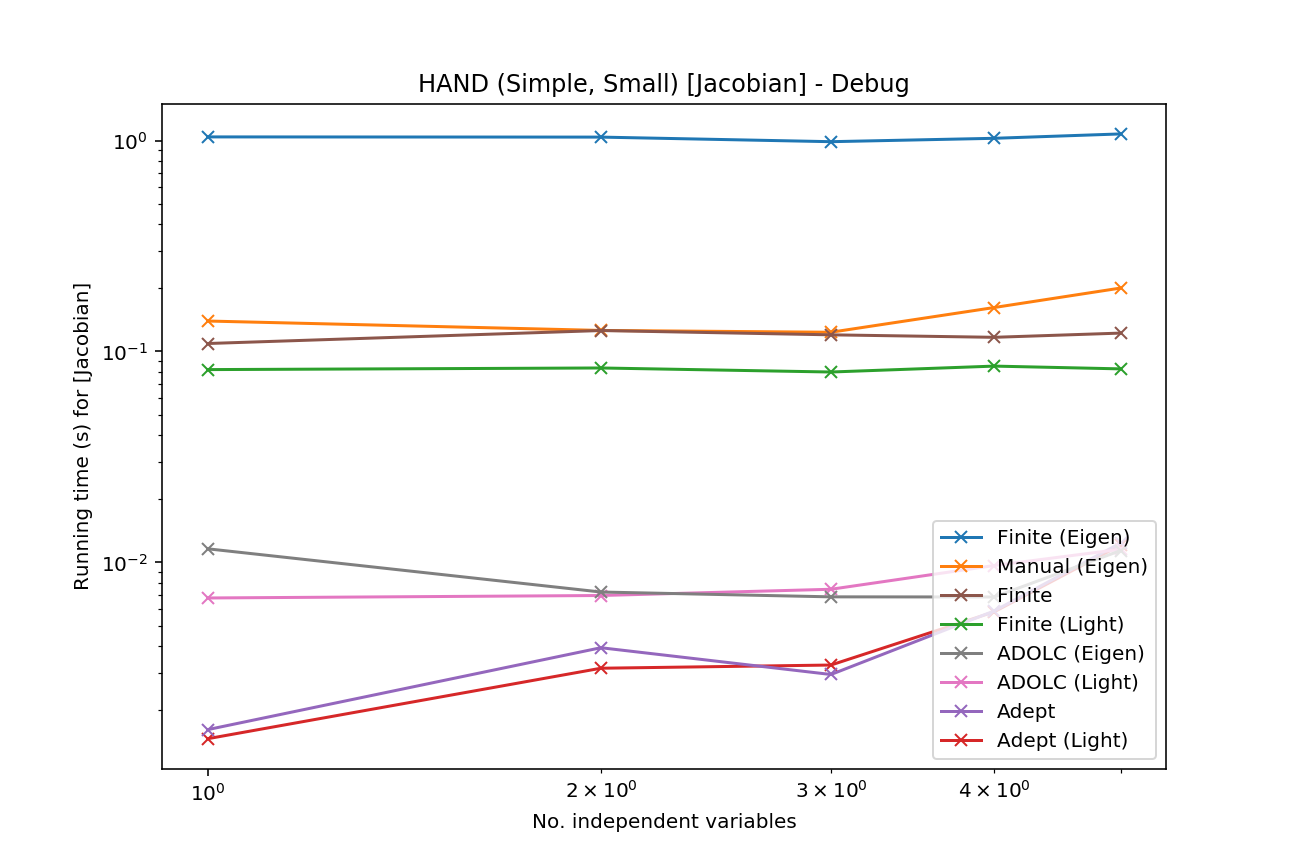 HAND (Simple, Small) [Jacobian] - Debug
Running time (s) for [Jacobian]
10⁰
10⁻¹
10⁻²
Finite (Eigen)
Manual (Eigen)
Finite
Finite (Light)
ADOLC (Eigen)
ADOLC (Light)
Adept
Adept (Light)
10⁰ 2 × 10⁰ 3 × 10⁰ 4 × 10⁰
No. independent variables